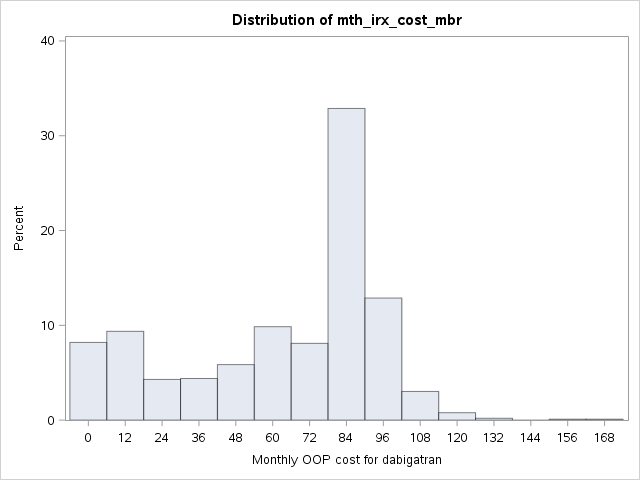 Distribution of mth_irx_cost_mbr
40
30
20
10
0
Percent
0 12 24 36 48 60 72 84 96 108 120 132 144 156 168
Monthly OOP cost for dabigatran